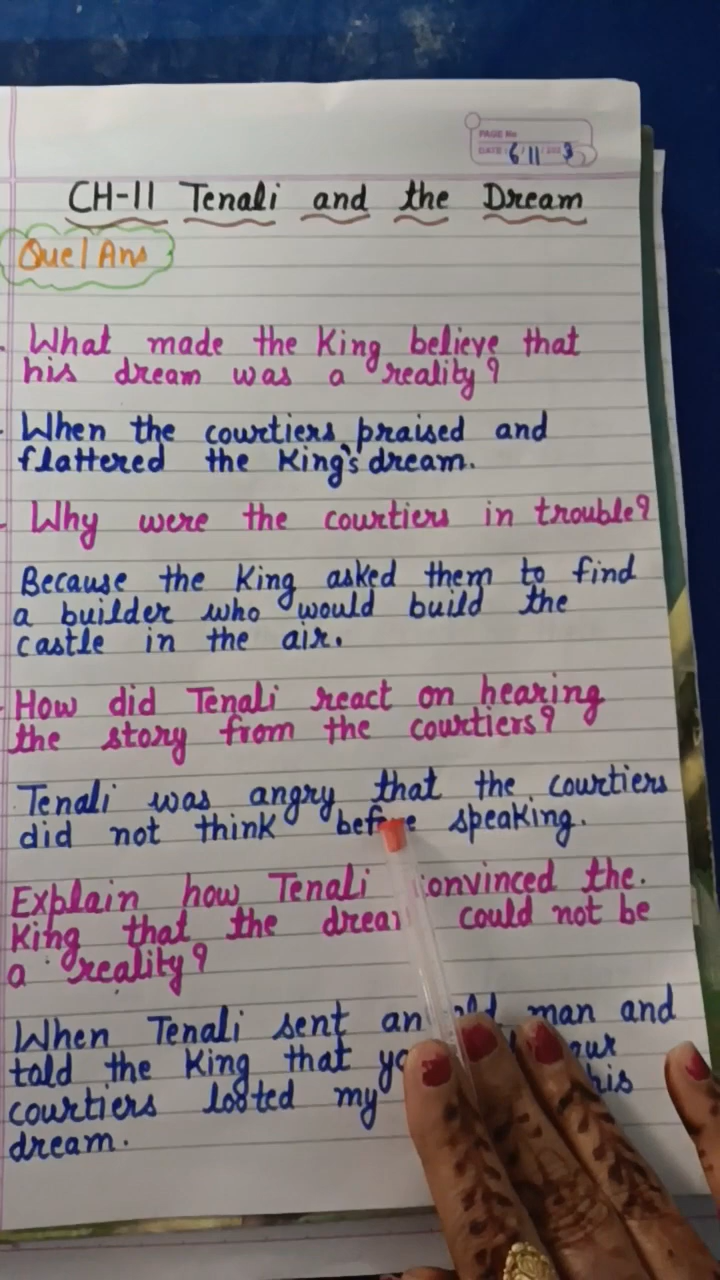 PAGE No
DATE 6/11/2023
CH-11 Tenali and the Dream
Que/Ans
What made the King believe that
his dream was a reality?
When the courtiers praised and
flattered the King's dream.
Why were the courtiers in trouble?
Because the King asked them to find
a builder who would build the
castle in the air.
How did Tenali react on hearing
the story from the courtiers?
Tenali was angry that the courtiers
did not think before speaking.
Explain how Tenali convinced the.
King that the dream could not be
a reality?
When Tenali sent an old man and
told the King that
courtiers looted my his
dream.